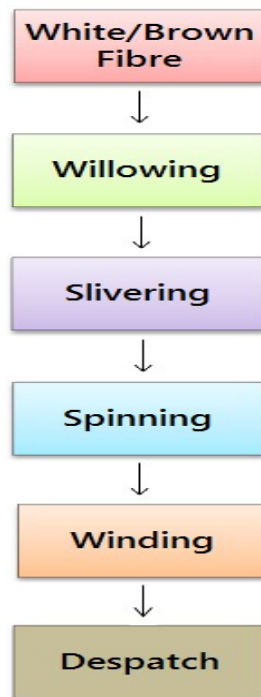 White/Brown
Fibre
Willowing
Slivering
Spinning
Winding
Despatch